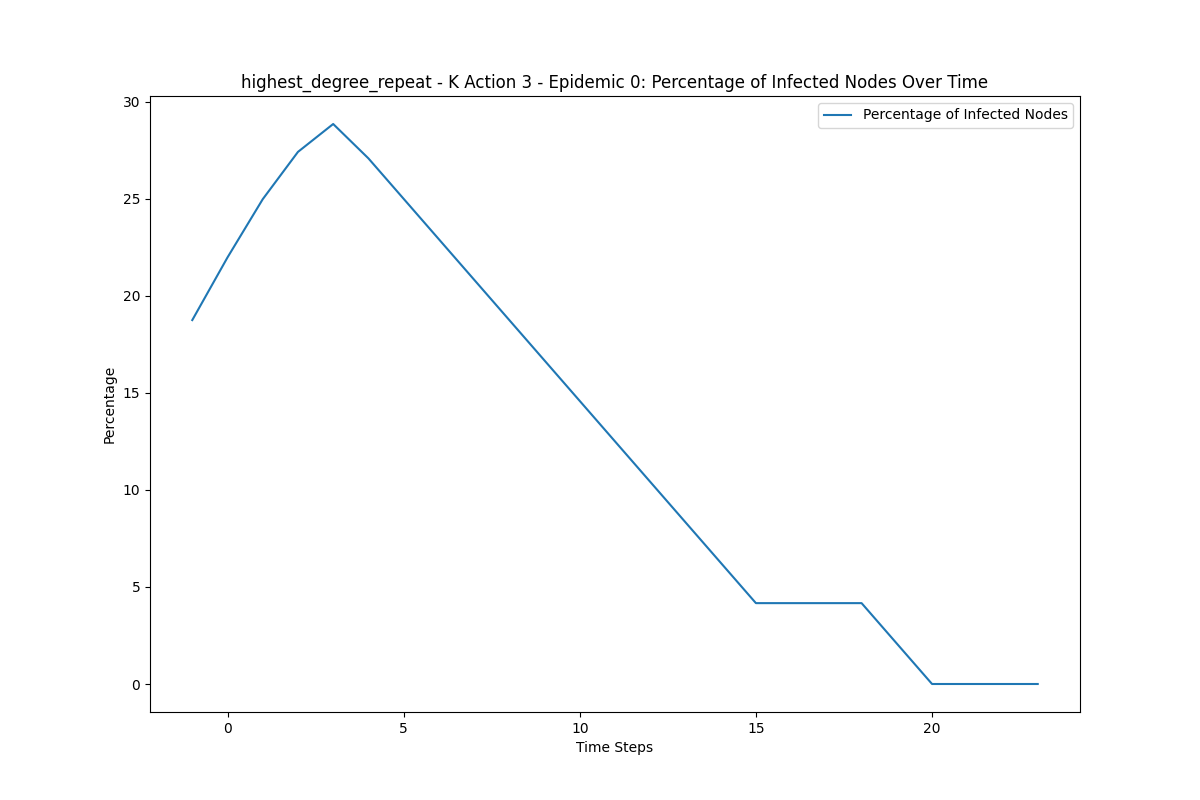 highest_degree_repeat - K Action 3 - Epidemic 0: Percentage of Infected Nodes Over Time
Percentage of Infected Nodes
30
25
20
15
10
5
0
Percentage
0 5 10 15 20
Time Steps